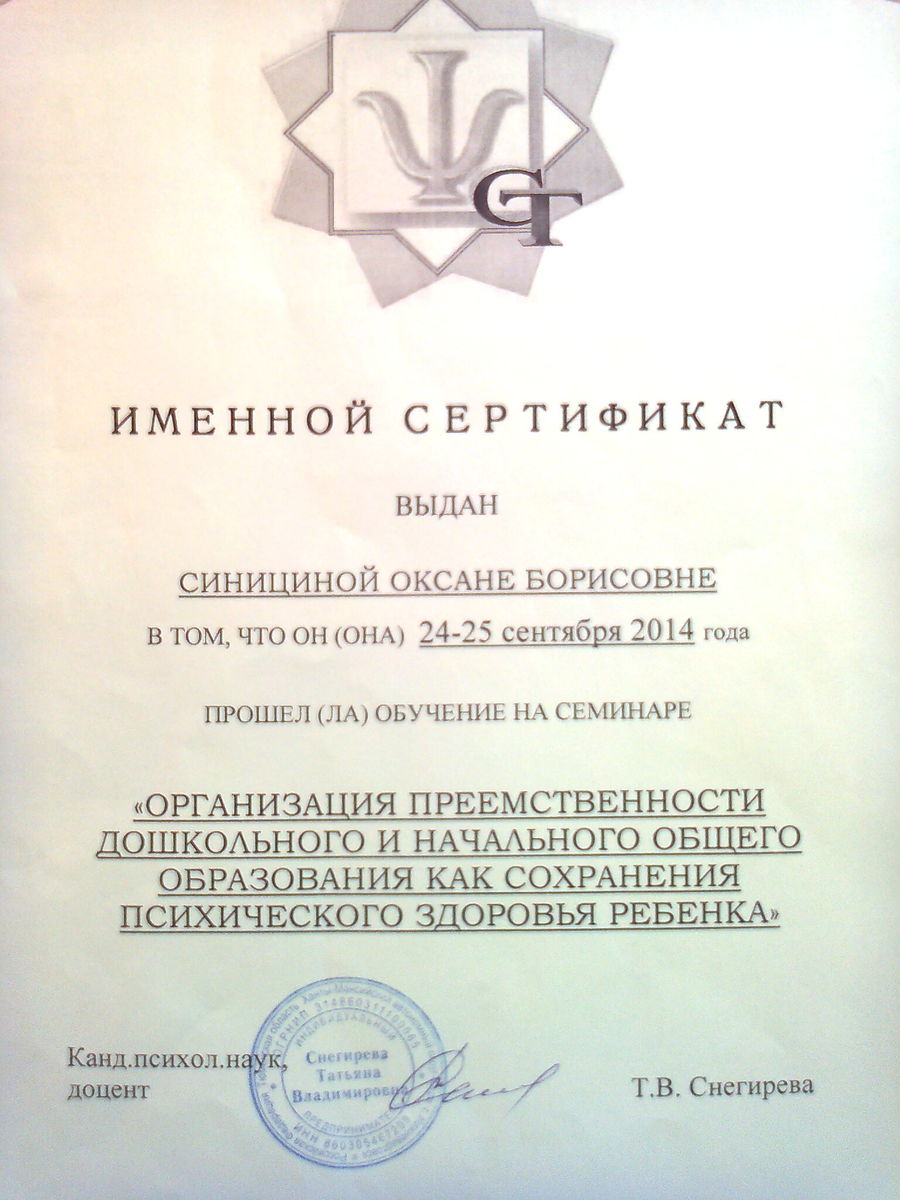 СТ
ИМЕННОЙ СЕРТИФИКАТ
ВЫДАН
СИНИЦИНОЙ ОКСАНЕ БОРИСОВНЕ
В ТОМ, ЧТО ОН (ОНА) 24-25 сентября 2014 года
ПРОШЕЛ (ЛА) ОБУЧЕНИЕ НА СЕМИНАРЕ
«ОРГАНИЗАЦИЯ ПРЕЕМСТВЕННОСТИ
ДОШКОЛЬНОГО И НАЧАЛЬНОГО ОБЩЕГО
ОБРАЗОВАНИЯ КАК СОХРАНЕНИЯ
ПСИХИЧЕСКОГО ЗДОРОВЬЯ РЕБЕНКА»
Канд.психол.наук,
доцент
ИНДИВИДУАЛЬНЫЙ
Снегирева
Татьяна
Владимировна
Т.В. Снегирева